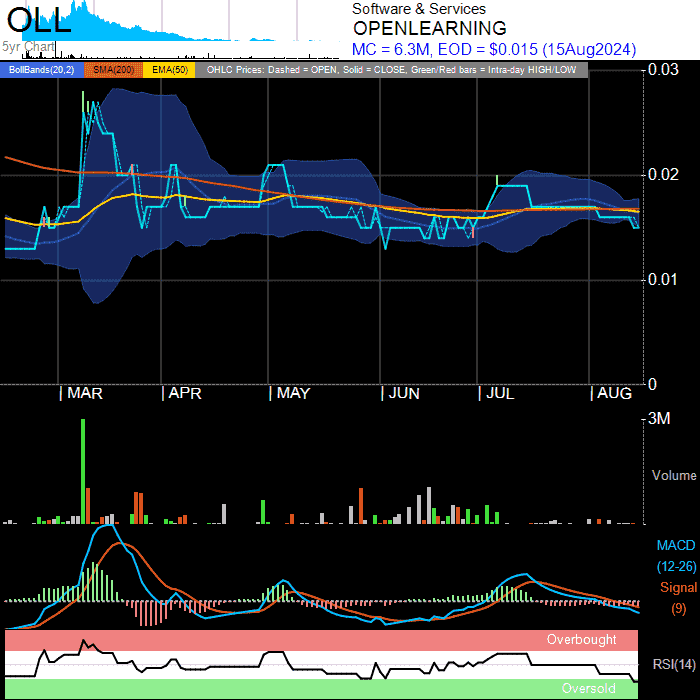 OLL
Software & Services
OPENLEARNING
5yr Chart
MC = 6.3M, EOD = $0.015 (15Aug2024)
BollBands(20,2) SMA(200) EMA(50) OHLC Prices: Dashed = OPEN, Solid = CLOSE, Green/Red bars = Intra-day HIGH/LOW
0.03
0.02
0.01
0
MAR APR MAY JUN JUL AUG
3M
Volume
MACD
(12-26)
Signal
(9)
Overbought
RSI(14)
Oversold